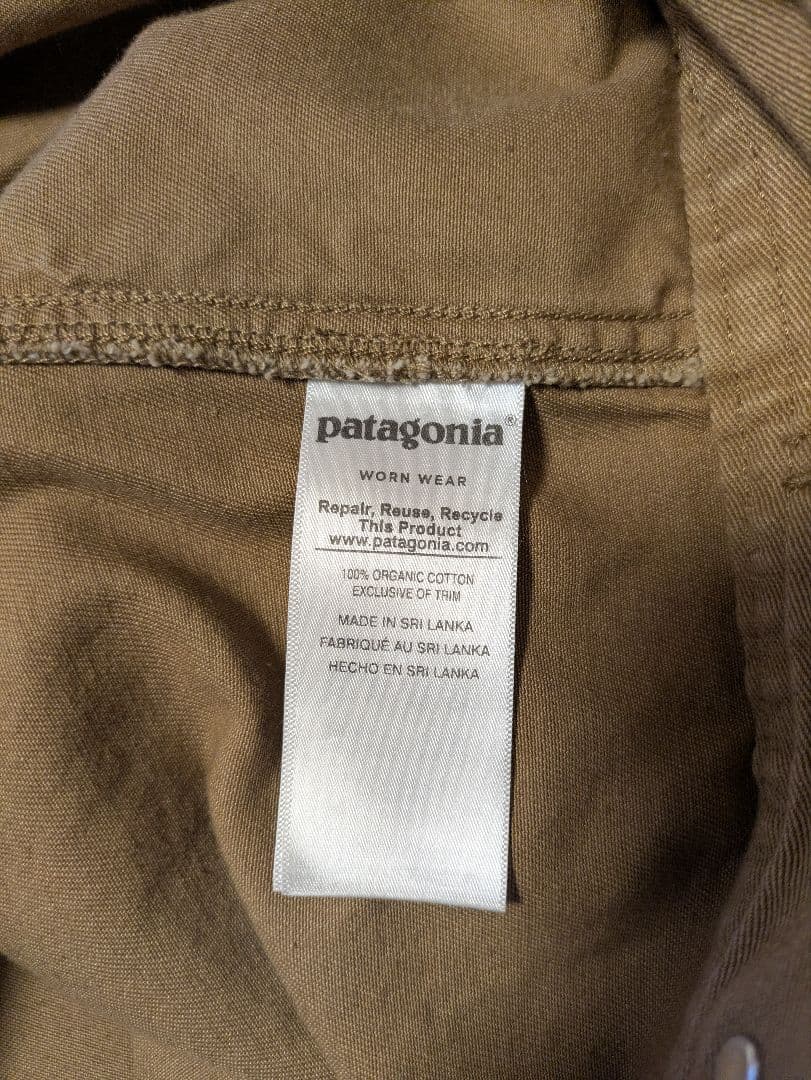 patagonia®
WORN WEAR
Repair, Reuse, Recycle
This Product
www.patagonia.com
100% ORGANIC COTTON
EXCLUSIVE OF TRIM
MADE IN SRI LANKA
FABRIQUÉ AU SRI LANKA
HECHO EN SRI LANKA